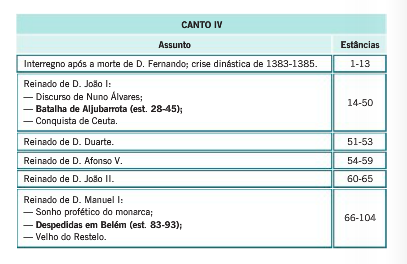 CANTO IV
Assunto Estâncias
Interregno após a morte de D. Fernando; crise dinástica de 1383-1385. 1-13
Reinado de D. João I:
— Discurso de Nuno Álvares;
— Batalha de Aljubarrota (est. 28-45);
— Conquista de Ceuta.
14-50
Reinado de D. Duarte. 51-53
Reinado de D. Afonso V. 54-59
Reinado de D. João II. 60-65
Reinado de D. Manuel I:
— Sonho profético do monarca;
— Despedidas em Belém (est. 83-93);
— Velho do Restelo.
66-104